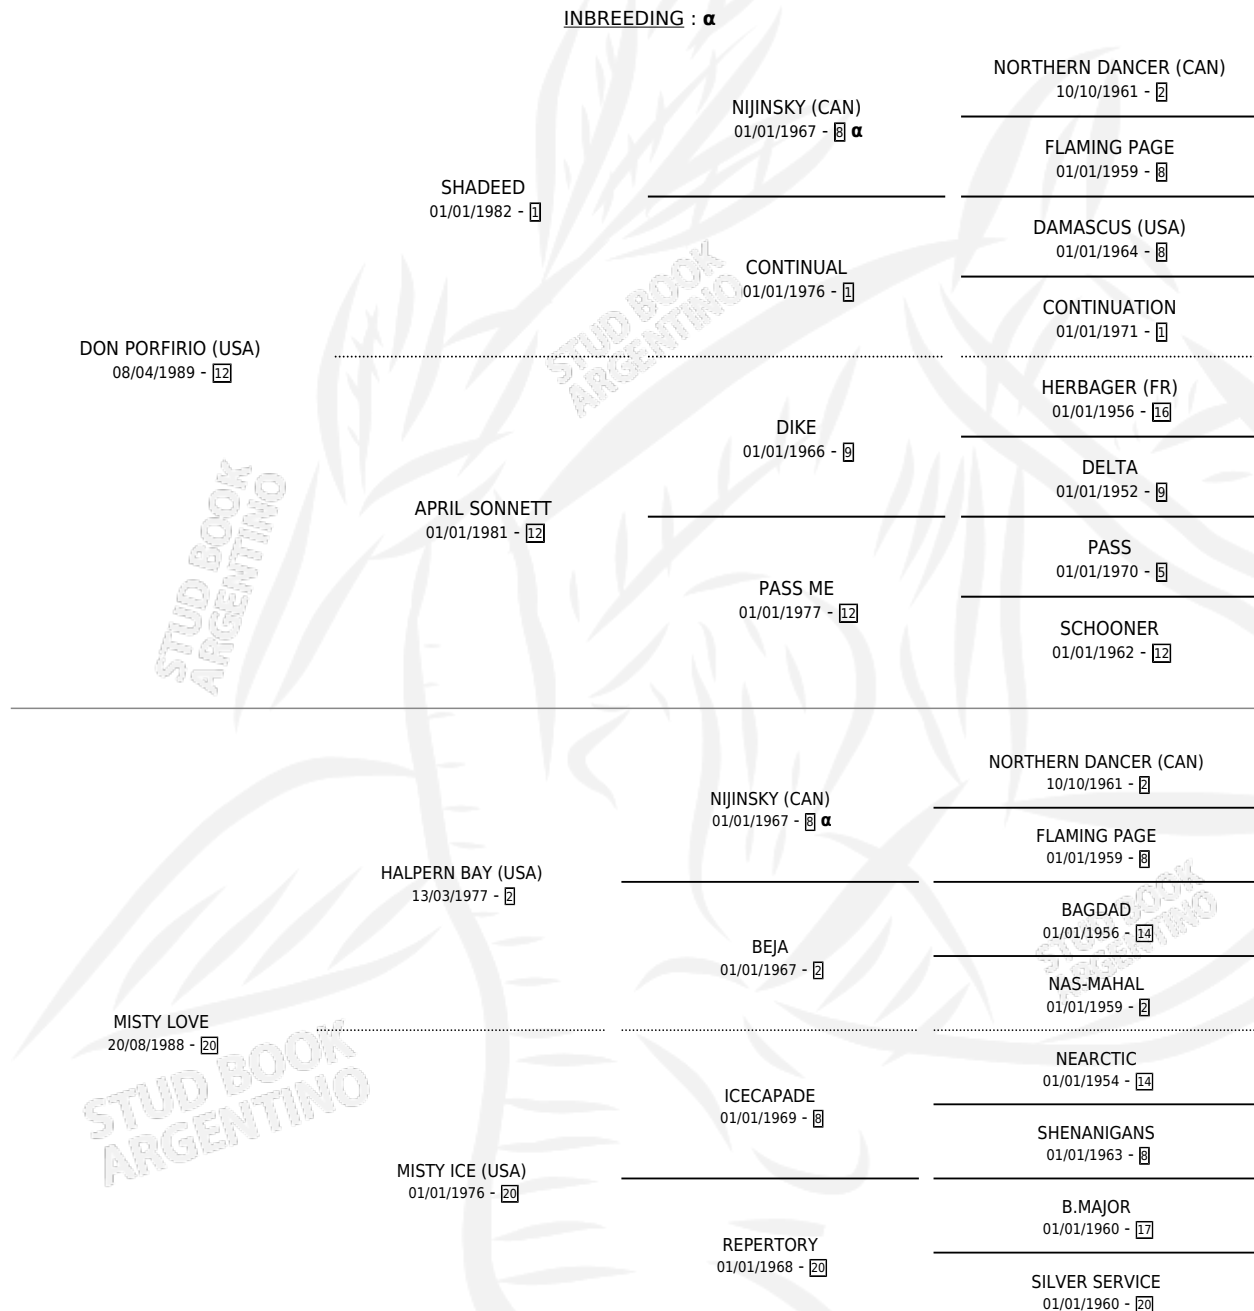 INBREEDING : α
NORTHERN DANCER (CAN)
10/10/1961 - 2
NIJINSKY (CAN)
01/01/1967 - 8 α
FLAMING PAGE
01/01/1959 - 8
SHADEED
01/01/1982 - 1
DAMASCUS (USA)
01/01/1964 - 8
CONTINUAL
01/01/1976 - 1
CONTINUATION
01/01/1971 - 1
DON PORFIRIO (USA)
08/04/1989 - 12
HERBAGER (FR)
01/01/1956 - 16
DIKE
01/01/1966 - 9
DELTA
01/01/1952 - 9
APRIL SONNETT
01/01/1981 - 12
PASS
01/01/1970 - 5
PASS ME
01/01/1977 - 12
SCHOONER
01/01/1962 - 12
NORTHERN DANCER (CAN)
10/10/1961 - 2
NIJINSKY (CAN)
01/01/1967 - 8 α
FLAMING PAGE
01/01/1959 - 8
HALPERN BAY (USA)
13/03/1977 - 2
BAGDAD
01/01/1956 - 14
BEJA
01/01/1967 - 2
NAS-MAHAL
01/01/1959 - 2
MISTY LOVE
20/08/1988 - 20
NEARCTIC
01/01/1954 - 14
ICECAPADE
01/01/1969 - 8
SHENANIGANS
01/01/1963 - 8
MISTY ICE (USA)
01/01/1976 - 20
B.MAJOR
01/01/1960 - 17
REPERTORY
01/01/1968 - 20
SILVER SERVICE
01/01/1960 - 20
STUD BOOK
ARGENTINO
STUD BOOK
ARGENTINO
STUD BOOK
ARGENTINO
STUD BOOK
ARGENTINO